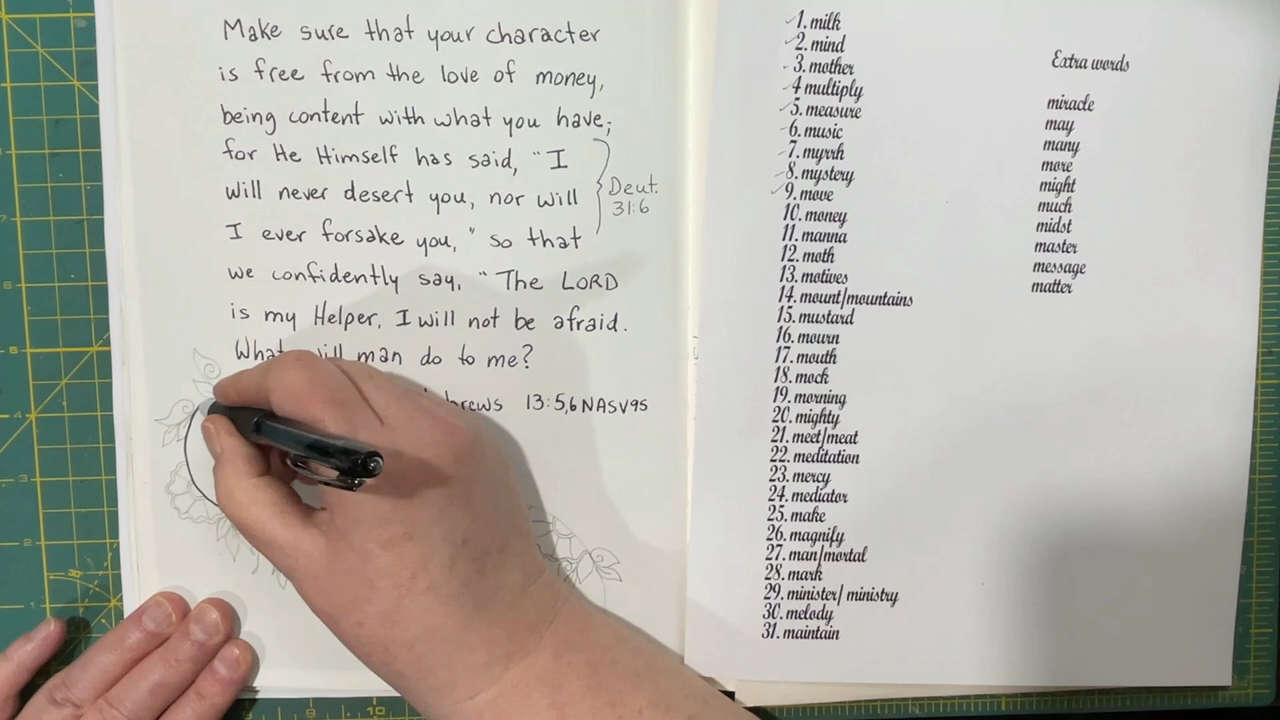 Make sure that your character
is free from the love of money,
being content with what you have;
for He Himself has said, "I
will never desert you, nor will
I ever forsake you," so that
we confidently say, "The LORD
is my Helper, I will not be afraid.
man do to me?
13:5,6 NASV95
Deut.
31:6
1. milk
2. mind
3. mother
4 multiply
5. measure
6. music
7. myrrh
8. mystery
9. move
10. money
11. manna
12. moth
13. motives
14. mount/mountains
15. mustard
16. mourn
17. mouth
18. mock
19. morning
20. mighty
21. meet/meat
22. meditation
23. mercy
24. mediator
25. make
26. magnify
27. man/mortal
28. mark
29. minister/ ministry
30. melody
31. maintain
Extra words
miracle
may
many
more
might
much
midst
master
message
matter
10